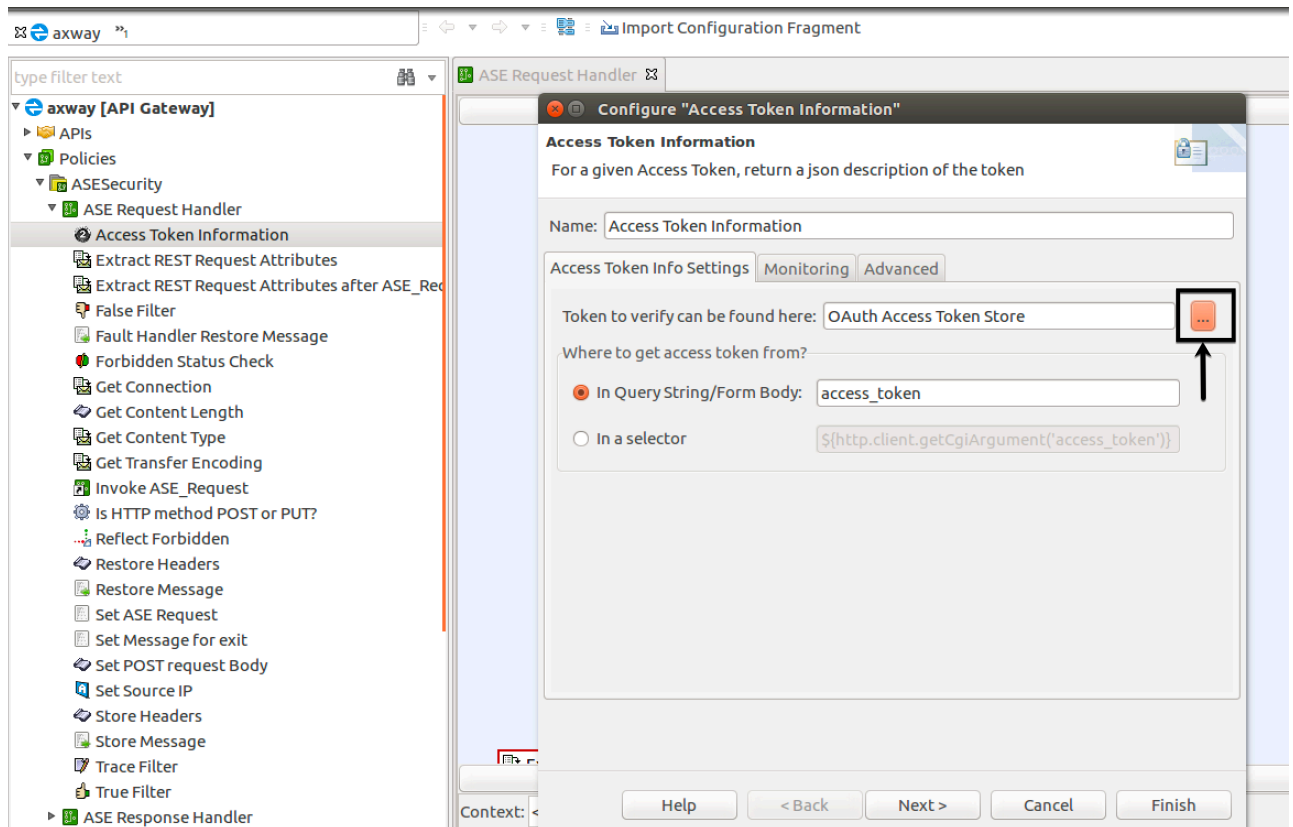 axway »1
Import Configuration Fragment
type filter text
axway [API Gateway]
APIs
Policies
ASESecurity
ASE Request Handler
Access Token Information
Extract REST Request Attributes
Extract REST Request Attributes after ASE_Rec
False Filter
Fault Handler Restore Message
Forbidden Status Check
Get Connection
Get Content Length
Get Content Type
Get Transfer Encoding
Invoke ASE_Request
Is HTTP method POST or PUT?
Reflect Forbidden
Restore Headers
Restore Message
Set ASE Request
Set Message for exit
Set POST request Body
Set Source IP
Store Headers
Store Message
Trace Filter
True Filter
ASE Response Handler
ASE Request Handler
Configure "Access Token Information"
Access Token Information
For a given Access Token, return a json description of the token
Name: Access Token Information
Access Token Info Settings Monitoring Advanced
Token to verify can be found here: OAuth Access Token Store ...
Where to get access token from?
In Query String/Form Body: access_token
In a selector ${http.client.getCgiArgument('access_token')}
Help < Back Next > Cancel Finish
Context: <